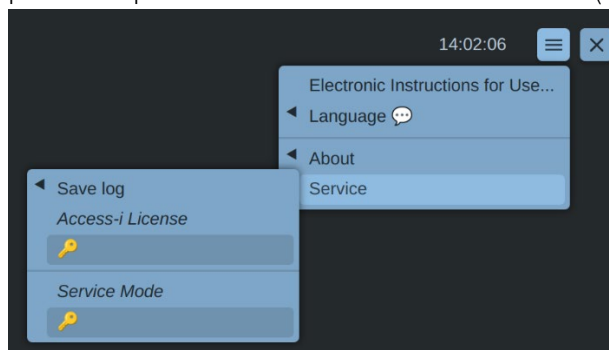 14:02:06
Electronic Instructions for Use...
Language 💬
About
Service
Save log
Access-i License
🔑
Service Mode
🔑